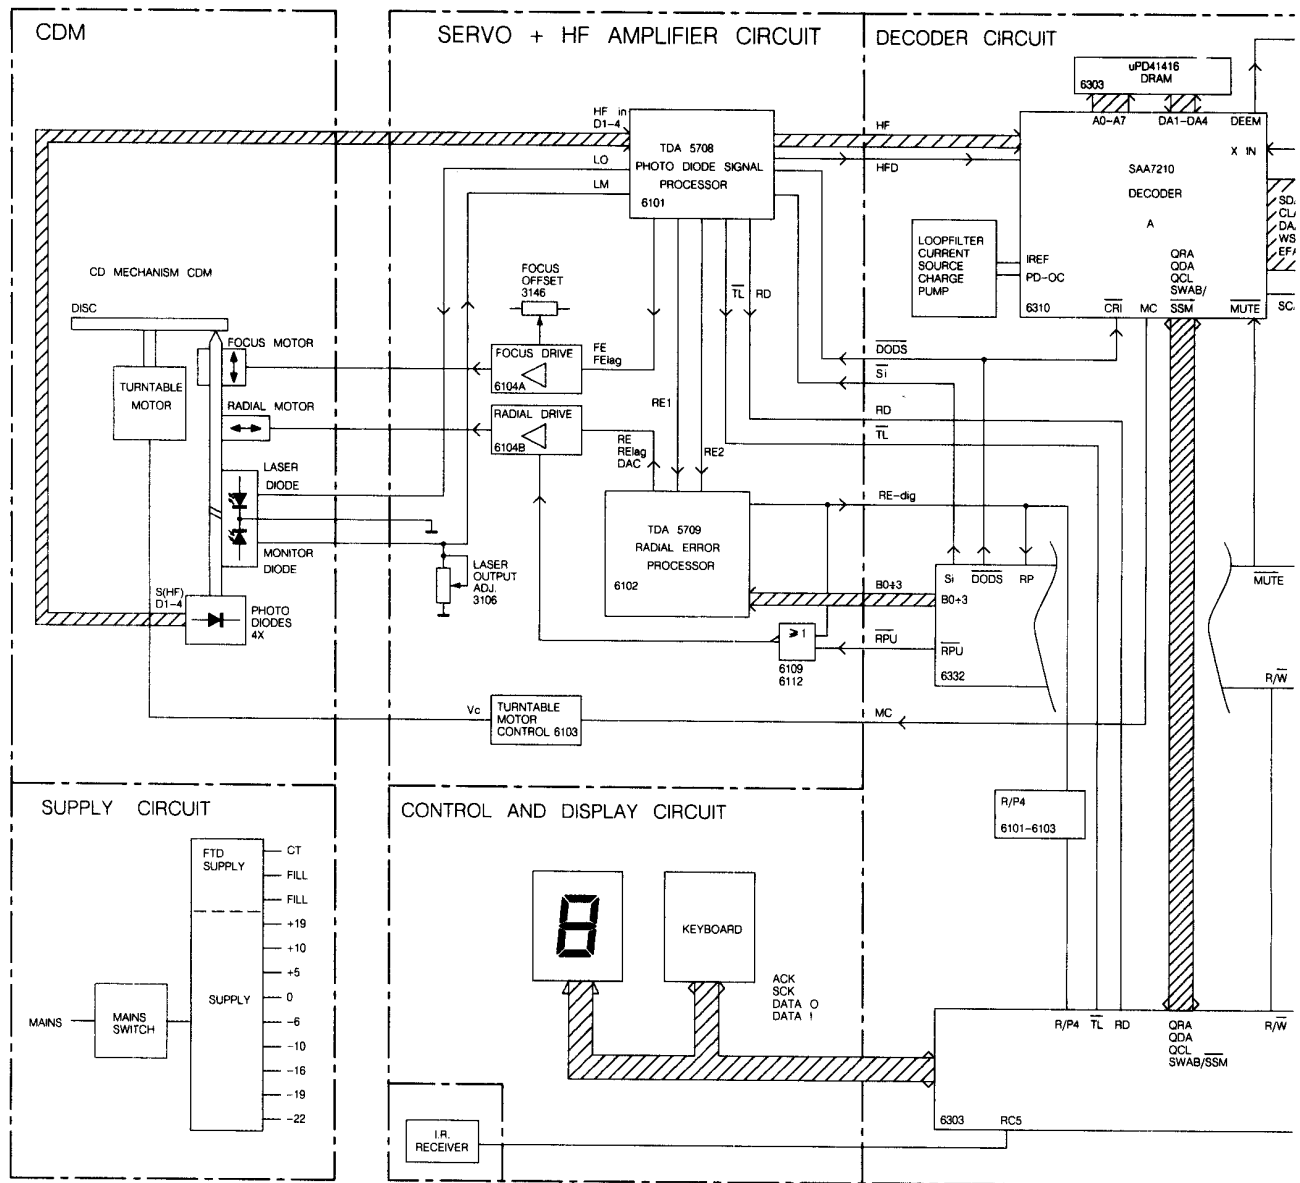 CDM
SERVO + HF AMPLIFIER CIRCUIT
DECODER CIRCUIT
uPD41416
DRAM
6303
A0~A7
DA1-DA4
DEEM
X IN
SAA7210
DECODER
A
HF in
D1-4
LO
LM
TDA 5708
PHOTO DIODE SIGNAL
PROCESSOR
6101
HF
HFD
LOOPFILTER
CURRENT
SOURCE
CHARGE
PUMP
IREF
PD-OC
6310
QRA
QDA
QCL
SWAB/
SSM
CRI
MC
MUTE
CD MECHANISM CDM
DISC
FOCUS MOTOR
TURNTABLE
MOTOR
RADIAL MOTOR
LASER
DIODE
MONITOR
DIODE
S(HF)
D1-4
PHOTO
DIODES
4X
FOCUS
OFFSET
3146
FOCUS DRIVE
6104A
FE
FElag
RADIAL DRIVE
6104B
RE
RElag
DAC
RE1
RE2
TL
RD
DODS
Si
RD
TL
RE-dig
TDA 5709
RADIAL ERROR
PROCESSOR
6102
LASER
OUTPUT
ADJ.
3106
B0÷3
RPU
≥1
6109
6112
Si
DODS
RP
B0÷3
RPU
6332
MUTE
R/W
Vc
TURNTABLE
MOTOR
CONTROL 6103
MC
R/P4
6101-6103
SUPPLY CIRCUIT
FTD
SUPPLY
CT
FILL
FILL
+19
+10
+5
0
-6
-10
-16
-19
-22
SUPPLY
MAINS
MAINS
SWITCH
CONTROL AND DISPLAY CIRCUIT
8
KEYBOARD
ACK
SCK
DATA O
DATA I
R/P4
TL
RD
QRA
QDA
QCL
SWAB/SSM
R/W
6303
RC5
I.R.
RECEIVER